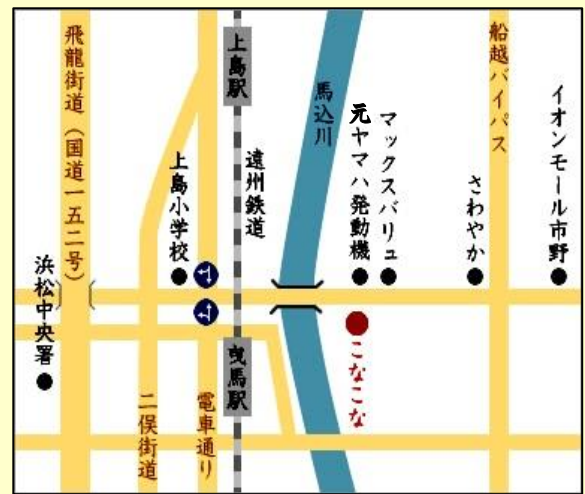 飛龍街道（国道一五二号）
上島駅
馬込川
船越バイパス
イオンモール市野
元ヤマハ発動機
マックスバリュ
さわやか
遠州鉄道
上島小学校
浜松中央署
曳馬駅
こなこな
二俣街道
電車通り